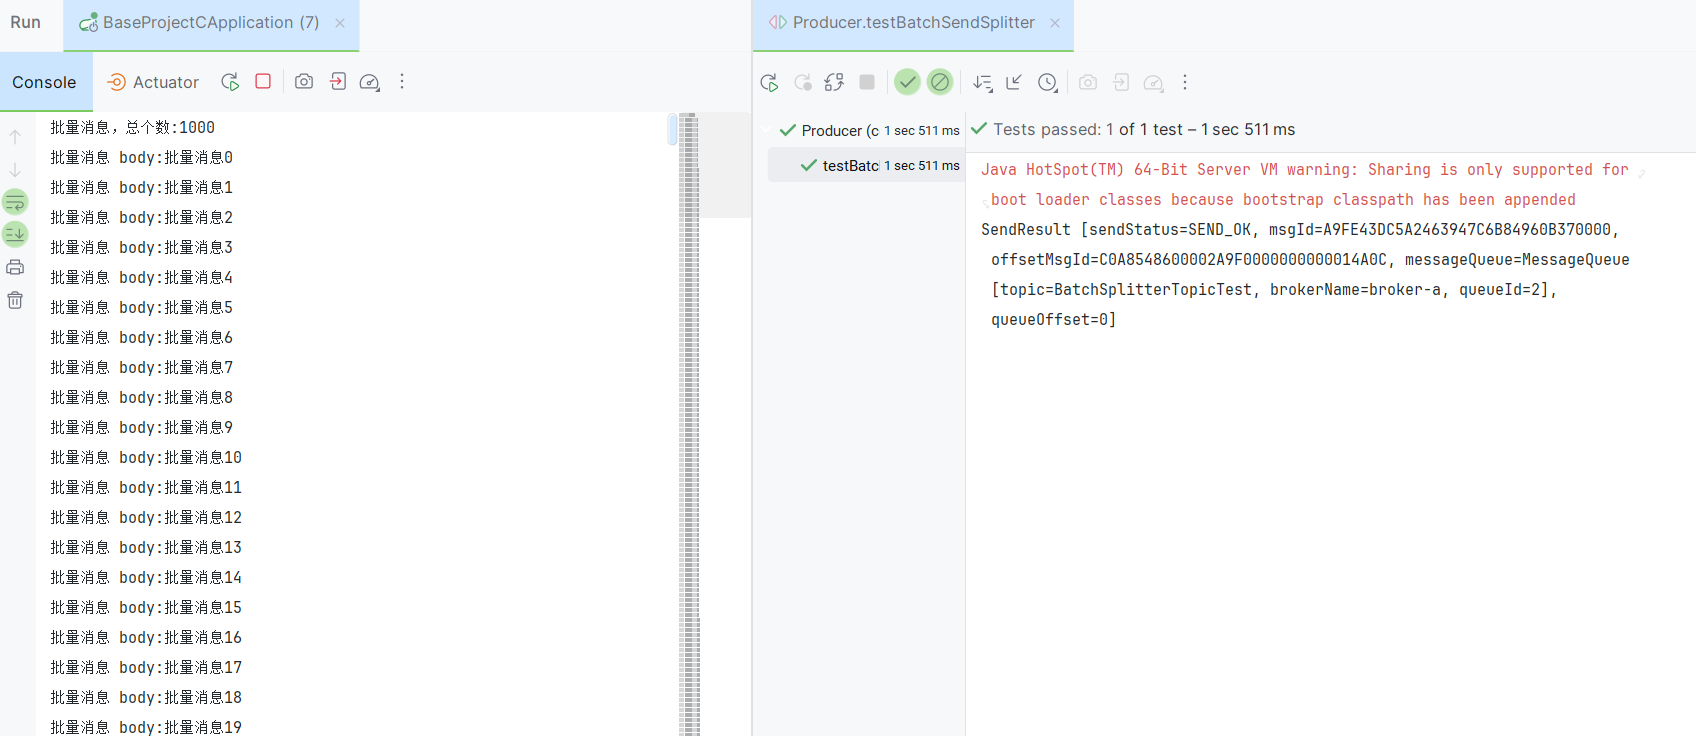 Run
BaseProjectCApplication (7)
Producer.testBatchSendSplitter
Console
Actuator
批量消息，总个数:1000
批量消息 body:批量消息0
批量消息 body:批量消息1
批量消息 body:批量消息2
批量消息 body:批量消息3
批量消息 body:批量消息4
批量消息 body:批量消息5
批量消息 body:批量消息6
批量消息 body:批量消息7
批量消息 body:批量消息8
批量消息 body:批量消息9
批量消息 body:批量消息10
批量消息 body:批量消息11
批量消息 body:批量消息12
批量消息 body:批量消息13
批量消息 body:批量消息14
批量消息 body:批量消息15
批量消息 body:批量消息16
批量消息 body:批量消息17
批量消息 body:批量消息18
批量消息 body:批量消息19
Producer (c 1 sec 511 ms
testBatc 1 sec 511 ms
Tests passed: 1 of 1 test – 1 sec 511 ms
Java HotSpot(TM) 64-Bit Server VM warning: Sharing is only supported for
boot loader classes because bootstrap classpath has been appended
SendResult [sendStatus=SEND_OK, msgId=A9FE43DC5A2463947C6B84960B370000,
offsetMsgId=C0A8548600002A9F0000000000014A0C, messageQueue=MessageQueue
[topic=BatchSplitterTopicTest, brokerName=broker-a, queueId=2],
queueOffset=0]